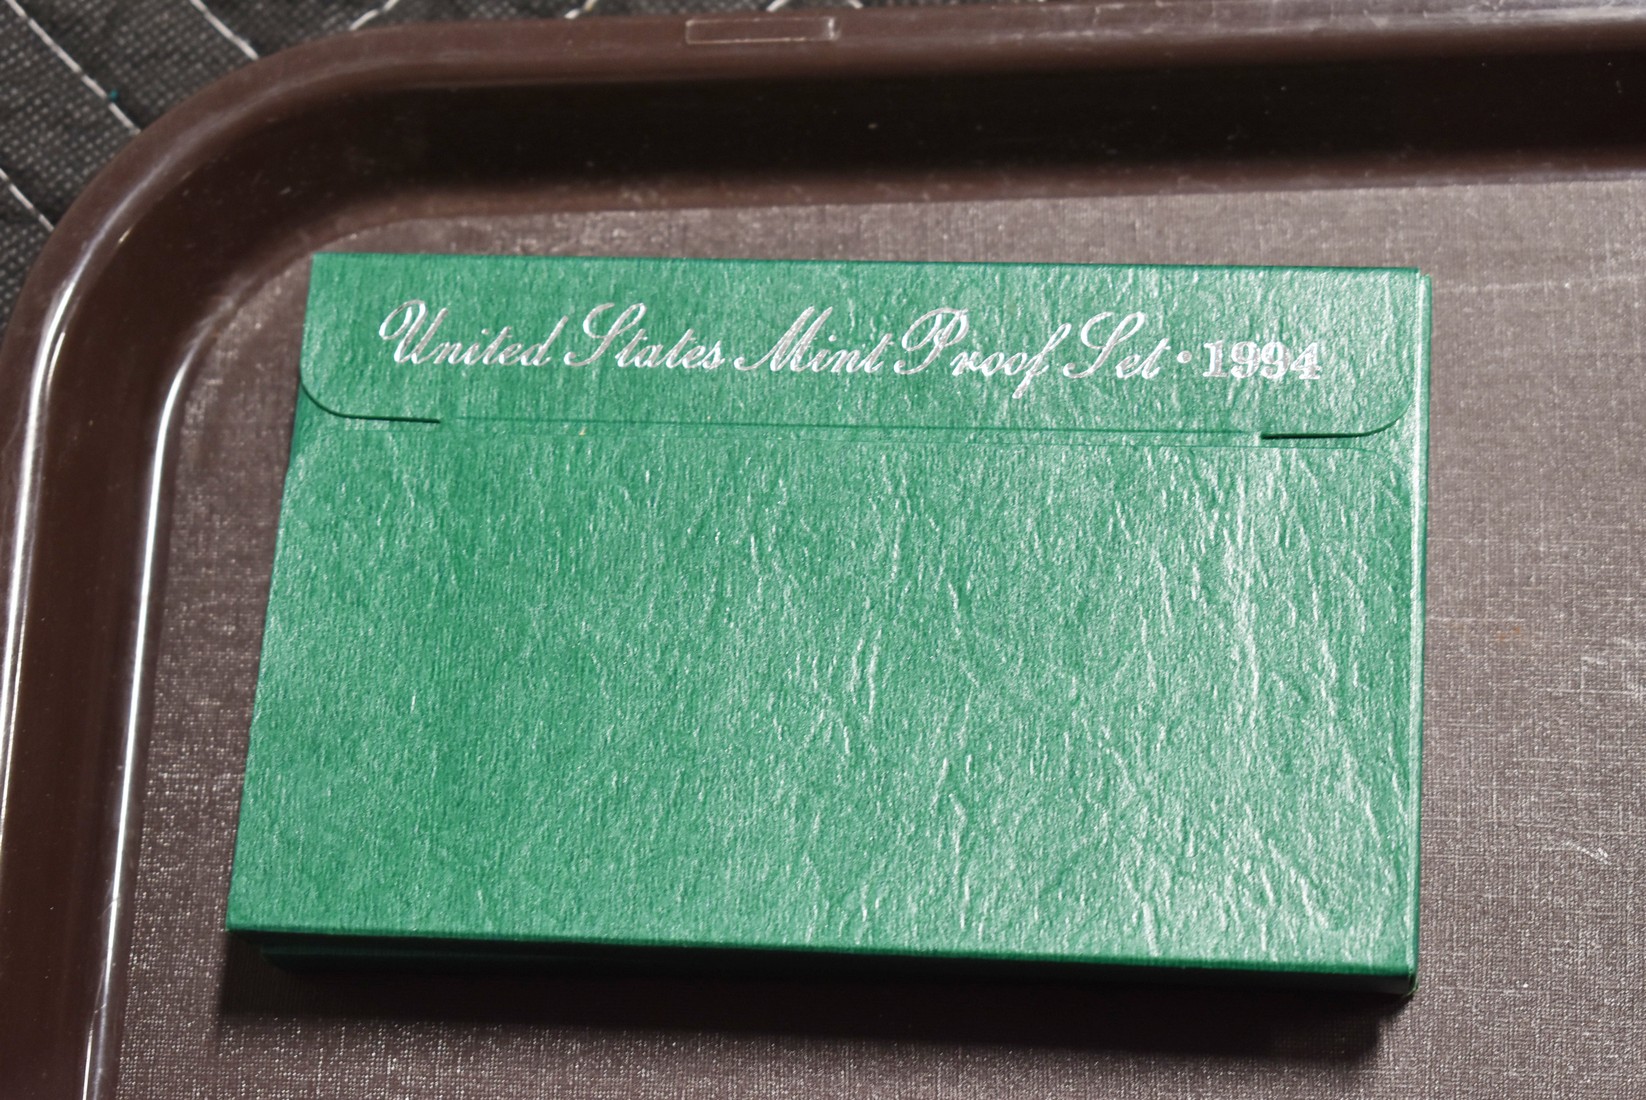 United States Mint Proof Set • 1994